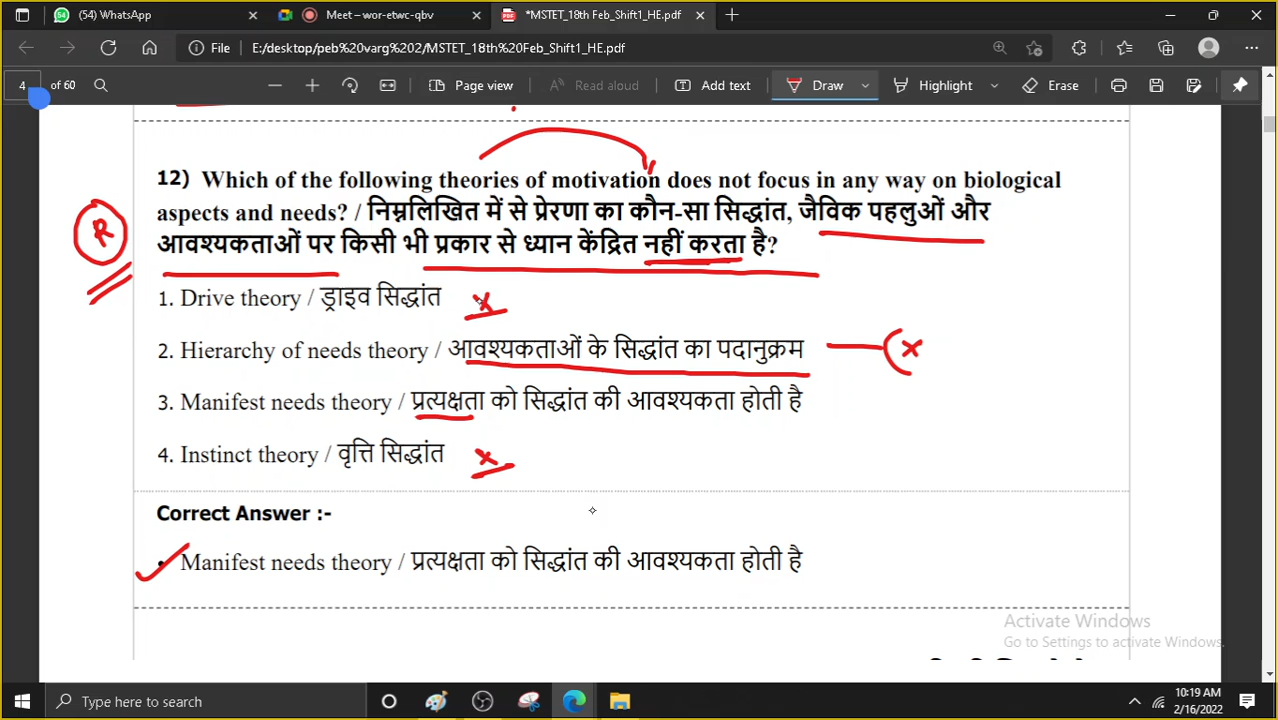 (54) WhatsApp
Meet – wor-etwc-qbv
*MSTET_18th Feb_Shift1_HE.pdf
File E:/desktop/peb%20varg%202/MSTET_18th%20Feb_Shift1_HE.pdf
4 of 60
Page view
Read aloud
Add text
Draw
Highlight
Erase
12) Which of the following theories of motivation does not focus in any way on biological
aspects and needs? / निम्नलिखित में से प्रेरणा का कौन-सा सिद्धांत, जैविक पहलुओं और
आवश्यकताओं पर किसी भी प्रकार से ध्यान केंद्रित नहीं करता है?
R
1. Drive theory / ड्राइव सिद्धांत x
2. Hierarchy of needs theory / आवश्यकताओं के सिद्धांत का पदानुक्रम x
3. Manifest needs theory / प्रत्यक्षता को सिद्धांत की आवश्यकता होती है
4. Instinct theory / वृत्ति सिद्धांत x
Correct Answer :-
• Manifest needs theory / प्रत्यक्षता को सिद्धांत की आवश्यकता होती है
Activate Windows
Go to Settings to activate Windows.
Type here to search
10:19 AM
2/16/2022